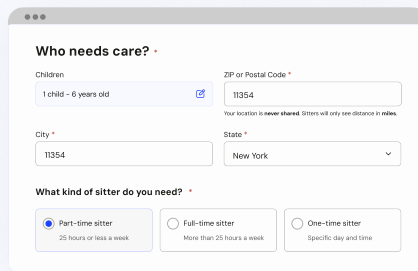 Who needs care? *
Children
ZIP or Postal Code *
1 child - 6 years old
11354
Your location is never shared. Sitters will only see distance in miles.
City *
State *
11354
New York
What kind of sitter do you need? *
Part-time sitter
25 hours or less a week
Full-time sitter
More than 25 hours a week
One-time sitter
Specific day and time